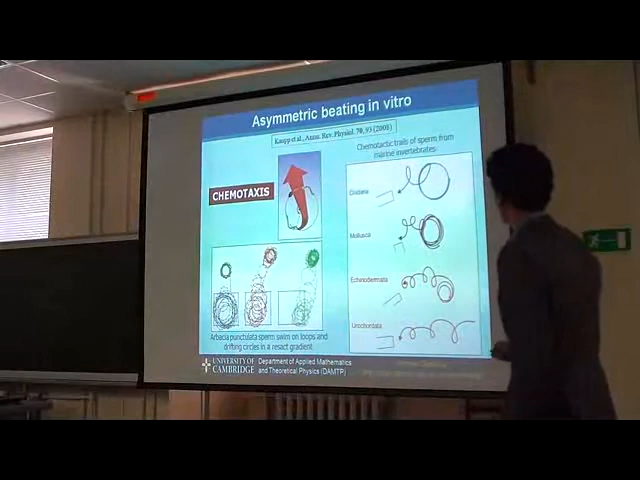 Asymmetric beating in vitro
Kaupp et al., Annu. Rev. Physiol. 70, 93 (2008)
Chemotactic trails of sperm from
marine invertebrates
CHEMOTAXIS
Cnidaria
Mollusca
Echinodermata
Urochordata
Arbacia punctulata sperm swim on loops and
drifting circles in a resact gradient
UNIVERSITY OF
CAMBRIDGE
Department of Applied Mathematics
and Theoretical Physics (DAMTP)